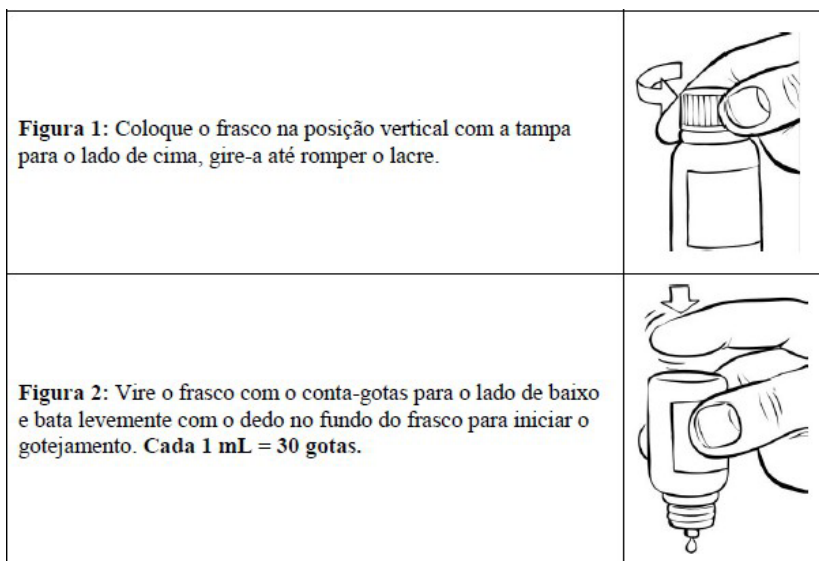 Figura 1: Coloque o frasco na posição vertical com a tampa
para o lado de cima, gire-a até romper o lacre.
Figura 2: Vire o frasco com o conta-gotas para o lado de baixo
e bata levemente com o dedo no fundo do frasco para iniciar o
gotejamento. Cada 1 mL = 30 gotas.